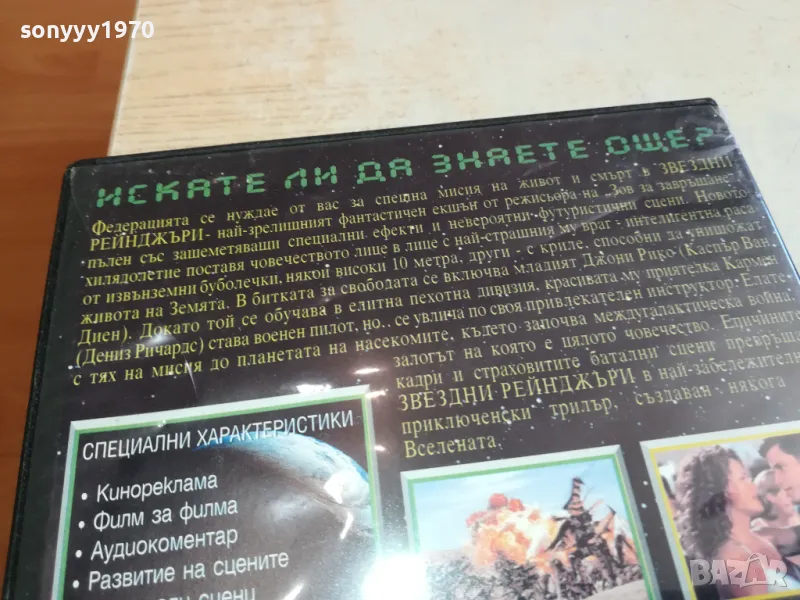 sonyyy1970
ИСКАТЕ ЛИ ДА ЗНАЕТЕ ОЩЕ?
Федерацията се нуждае от вас за спешна мисия на живот и смърт в ЗВЕЗДНИ
РЕЙНДЖЪРИ- най-зрелищният фантастичен екшън от режисьора на „Зов за завръщане",
пълен със зашеметяващи специални ефекти и невероятни футуристични сцени. Новото
хилядолетие поставя човечеството лице в лице с най-страшния му враг - интелигентна раса
от извънземни буболечки, някои високи 10 метра, други - с криле, способни да унищожат
живота на Земята. В битката за свободата се включва младият Джони Рико (Каспър Ван
Диен). Докато той се обучава в елитна пехотна дивизия, красивата му приятелка Кармен
(Дениз Ричардс) става военен пилот, но.. се увлича по своя привлекателен инструктор. Елате
с тях на мисия до планетата на насекомите, където започва междугалактическа война,
залогът на която е цялото човечество. Епичните
кадри и страховитите батални сцени превръща
ЗВЕЗДНИ РЕЙНДЖЪРИ в най-забележителни
приключенски трилър, създаван някога
Вселената.
СПЕЦИАЛНИ ХАРАКТЕРИСТИКИ
• Кинореклама
• Филм за филма
• Аудиокоментар
• Развитие на сцените
сцени
BAZAR